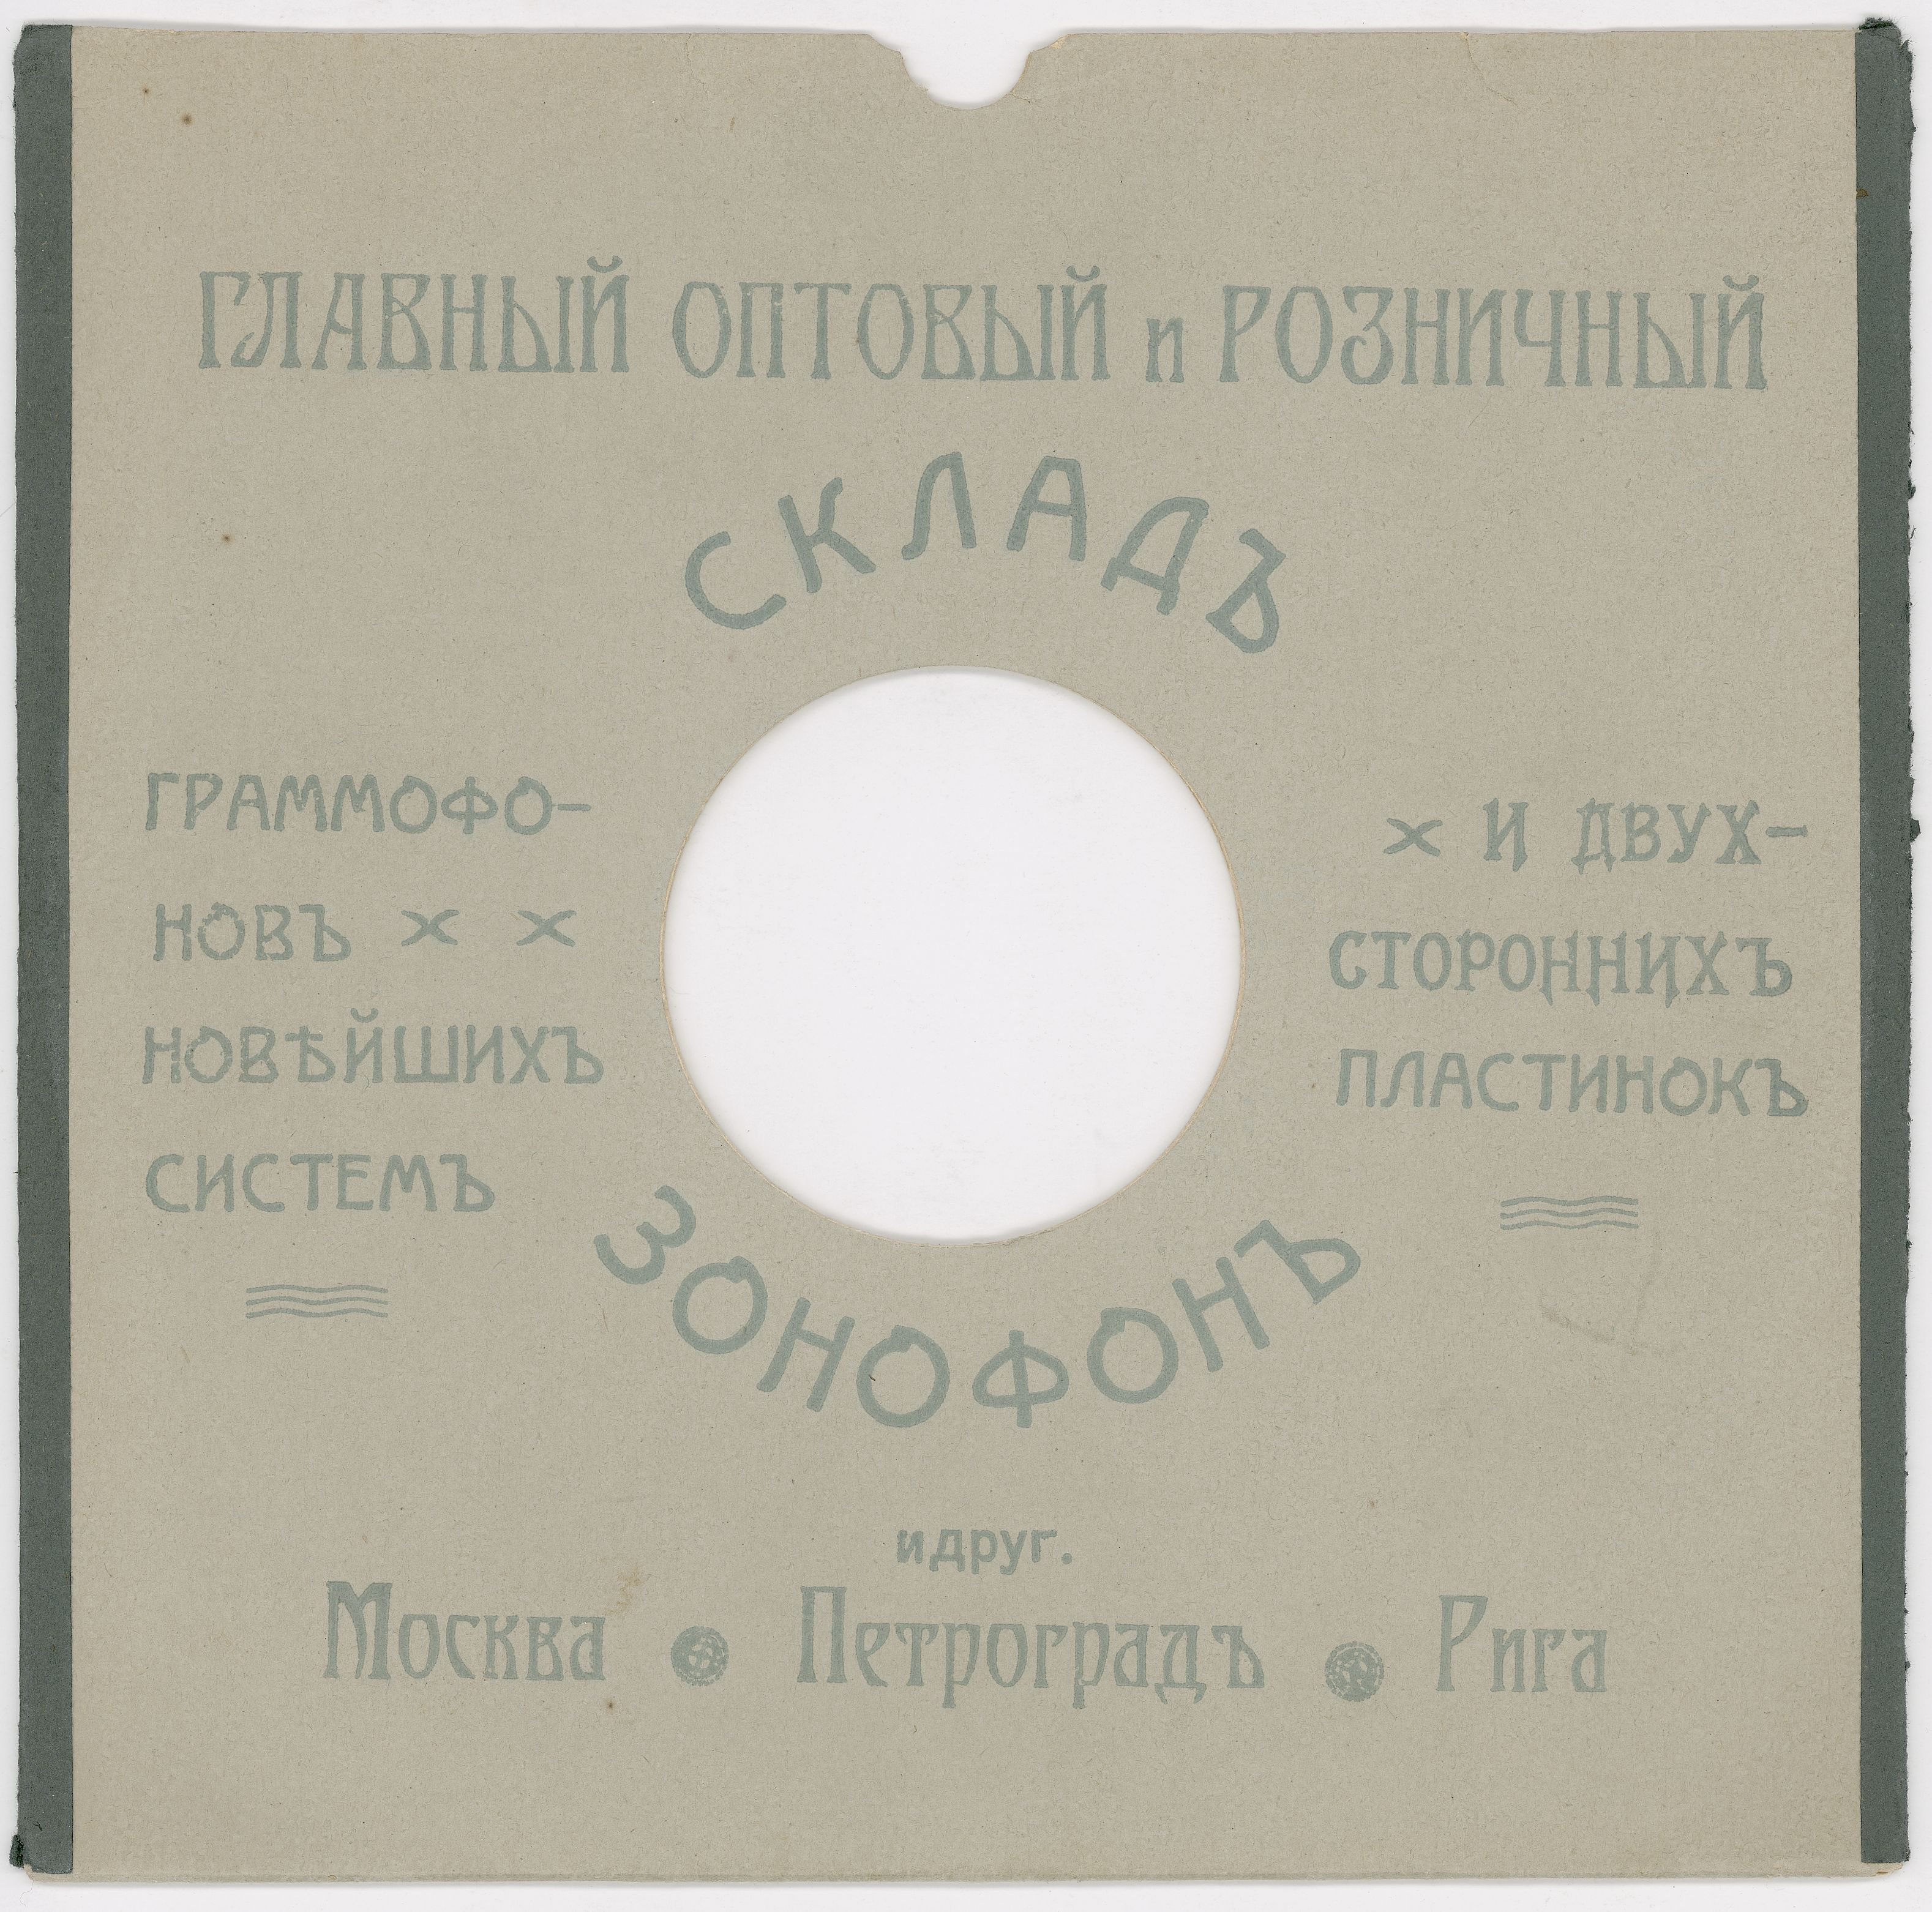 ГЛАВНЫЙ ОПТОВЫЙ и РОЗНИЧНЫЙ
СКЛАДЪ
ГРАММОФО-
НОВЪ × ×
НОВѢЙШИХЪ
СИСТЕМЪ
× И ДВУХ-
СТОРОННИХЪ
ПЛАСТИНОКЪ
ЗОНОФОНЪ
и друг.
Москва Петроградъ Рига